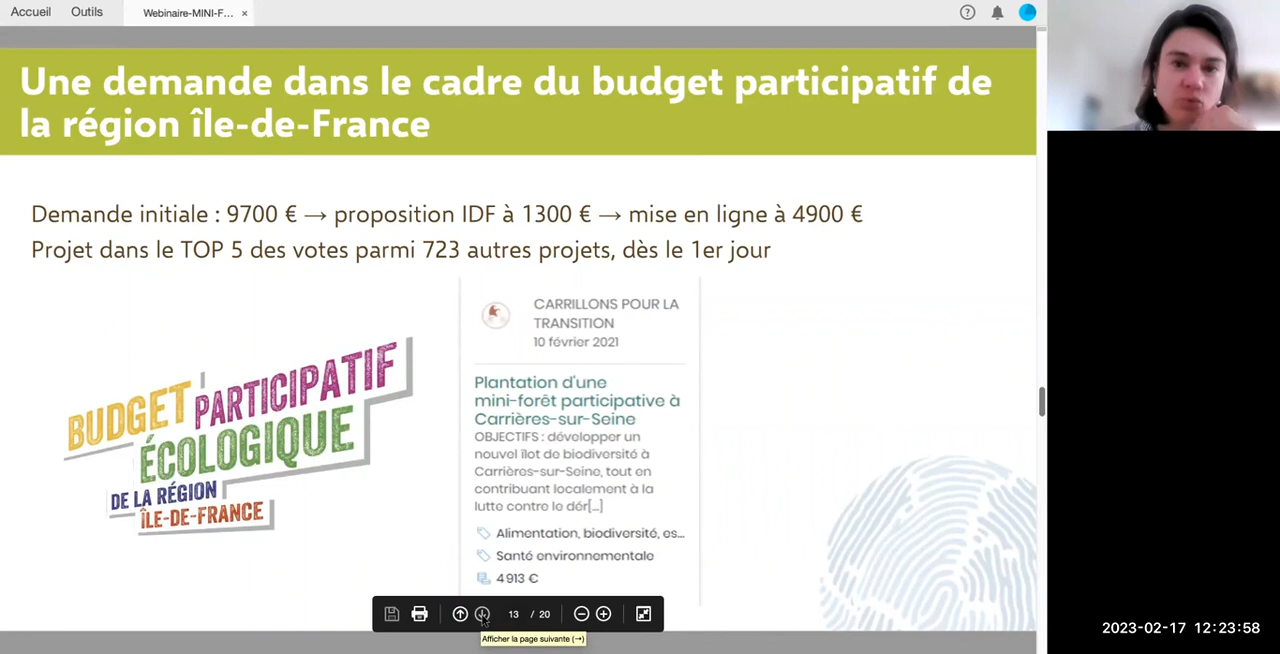 Accueil Outils Webinaire-MINI-F... ×
Une demande dans le cadre du budget participatif de
la région île-de-France
Demande initiale : 9700 € → proposition IDF à 1300 € → mise en ligne à 4900 €
Projet dans le TOP 5 des votes parmi 723 autres projets, dès le 1er jour
BUDGET PARTICIPATIF
ÉCOLOGIQUE
DE LA RÉGION
ÎLE-DE-FRANCE
CARRILLONS POUR LA
TRANSITION
10 février 2021
Plantation d'une
mini-forêt participative à
Carrières-sur-Seine
OBJECTIFS : développer un
nouvel îlot de biodiversité à
Carrières-sur-Seine, tout en
contribuant localement à la
lutte contre le dér[...]
Alimentation, biodiversité, es...
Santé environnementale
4 913 €
13 / 20
Afficher la page suivante (→)
2023-02-17 12:23:58